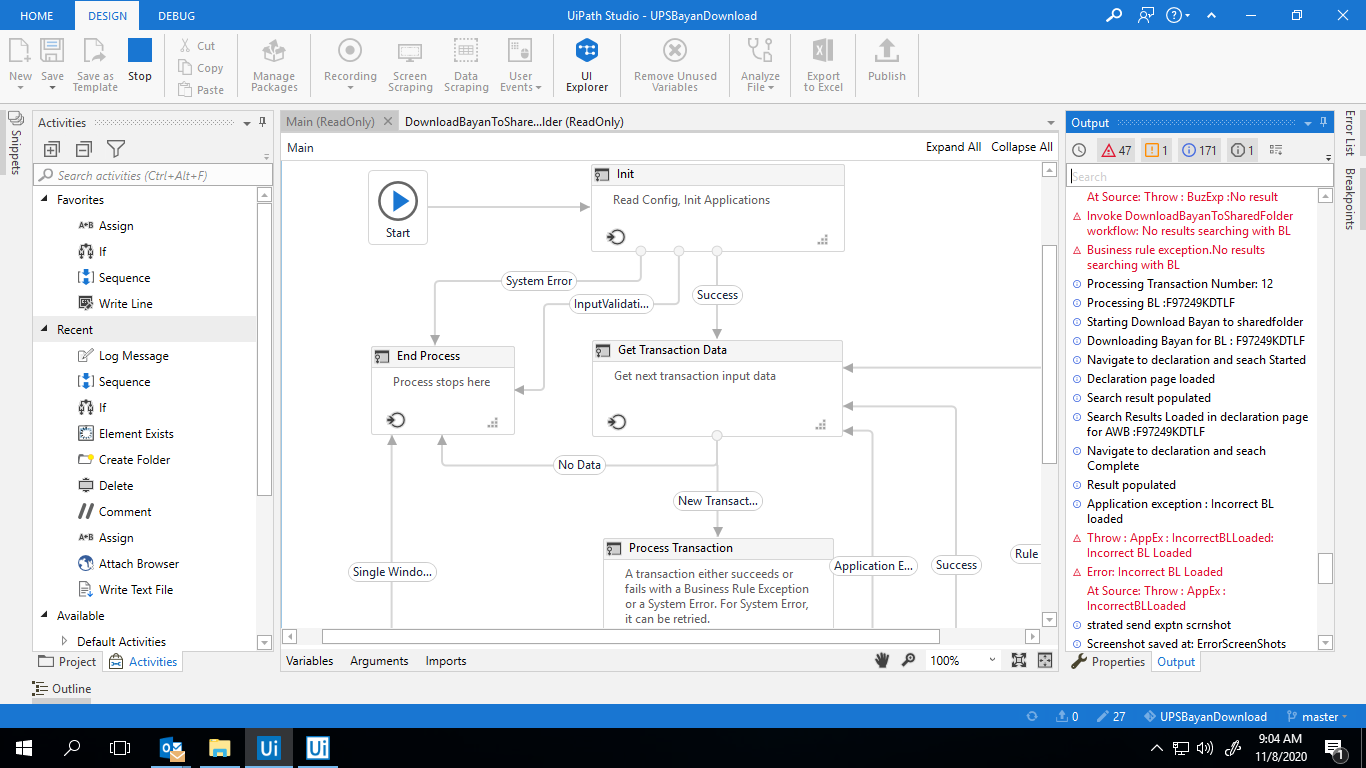 HOME
DESIGN
DEBUG
UiPath Studio - UPSBayanDownload
New
Save
Save as
Template
Stop
Cut
Copy
Paste
Manage
Packages
Recording
Screen
Scraping
Data
Scraping
User
Events
UI
Explorer
Remove Unused
Variables
Analyze
File
Export
to Excel
Publish
Snippets
Activities
Search activities (Ctrl+Alt+F)
Favorites
A+B Assign
If
Sequence
Write Line
Recent
Log Message
Sequence
If
Element Exists
Create Folder
Delete
Comment
A+B Assign
Attach Browser
Write Text File
Available
Default Activities
Project
Activities
Outline
Main (ReadOnly)
DownloadBayanToShare...lder (ReadOnly)
Main
Expand All
Collapse All
Start
Init
Read Config, Init Applications
System Error
InputValidati...
Success
End Process
Process stops here
Get Transaction Data
Get next transaction input data
No Data
New Transact...
Process Transaction
A transaction either succeeds or
fails with a Business Rule Exception
or a System Error. For System Error,
it can be retried.
Single Windo...
Application E...
Success
Rule
Variables
Arguments
Imports
100%
Output
47
1
171
1
Search
At Source: Throw : BuzExp :No result
Invoke DownloadBayanToSharedFolder
workflow: No results searching with BL
Business rule exception.No results
searching with BL
Processing Transaction Number: 12
Processing BL :F97249KDTLF
Starting Download Bayan to sharedfolder
Downloading Bayan for BL : F97249KDTLF
Navigate to declaration and seach Started
Declaration page loaded
Search result populated
Search Results Loaded in declaration page
for AWB :F97249KDTLF
Navigate to declaration and seach
Complete
Result populated
Application exception : Incorrect BL
loaded
Throw : AppEx : IncorrectBLLoaded:
Incorrect BL Loaded
Error: Incorrect BL Loaded
At Source: Throw : AppEx :
IncorrectBLLoaded
strated send exptn scrnshot
Screenshot saved at: ErrorScreenShots
Properties
Output
Error List
Breakpoints
0
27
UPSBayanDownload
master
Ui
Ui
9:04 AM
11/8/2020
1